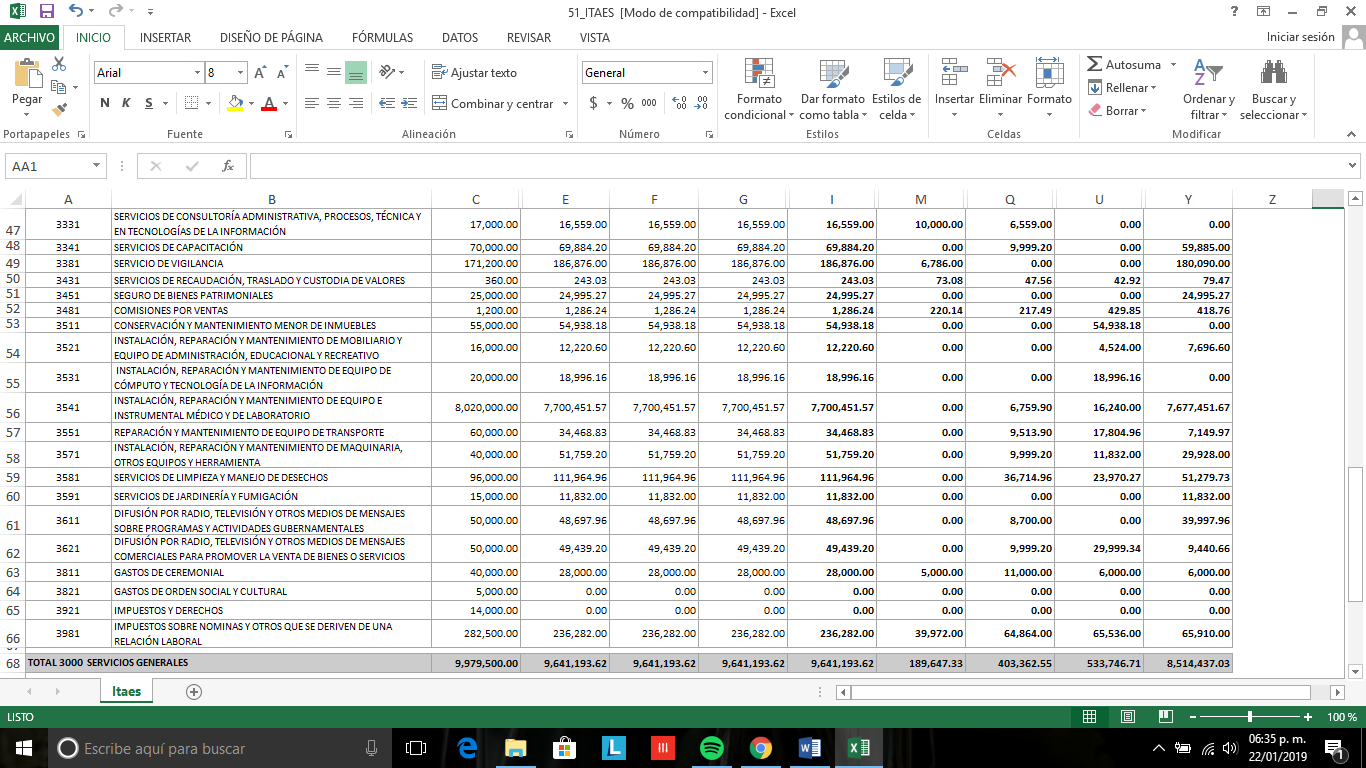 51_ITAES [Modo de compatibilidad] - Excel
ARCHIVO INICIO INSERTAR DISEÑO DE PÁGINA FÓRMULAS DATOS REVISAR VISTA Iniciar sesión
Arial 8 Ajustar texto General Autosuma
Pegar N K S Combinar y centrar $ % 000 Formato condicional Dar formato como tabla Estilos de celda Insertar Eliminar Formato Rellenar Borrar Ordenar y filtrar Buscar y seleccionar
Portapapeles Fuente Alineación Número Estilos Celdas Modificar
AA1 fx
A B C E F G I M Q U Y Z
47 3331 SERVICIOS DE CONSULTORÍA ADMINISTRATIVA, PROCESOS, TÉCNICA Y
EN TECNOLOGÍAS DE LA INFORMACIÓN 17,000.00 16,559.00 16,559.00 16,559.00 16,559.00 10,000.00 6,559.00 0.00 0.00
48 3341 SERVICIOS DE CAPACITACIÓN 70,000.00 69,884.20 69,884.20 69,884.20 69,884.20 0.00 9,999.20 0.00 59,885.00
49 3381 SERVICIO DE VIGILANCIA 171,200.00 186,876.00 186,876.00 186,876.00 186,876.00 6,786.00 0.00 0.00 180,090.00
50 3431 SERVICIOS DE RECAUDACIÓN, TRASLADO Y CUSTODIA DE VALORES 360.00 243.03 243.03 243.03 243.03 73.08 47.56 42.92 79.47
51 3451 SEGURO DE BIENES PATRIMONIALES 25,000.00 24,995.27 24,995.27 24,995.27 24,995.27 0.00 0.00 0.00 24,995.27
52 3481 COMISIONES POR VENTAS 1,200.00 1,286.24 1,286.24 1,286.24 1,286.24 220.14 217.49 429.85 418.76
53 3511 CONSERVACIÓN Y MANTENIMIENTO MENOR DE INMUEBLES 55,000.00 54,938.18 54,938.18 54,938.18 54,938.18 0.00 0.00 54,938.18 0.00
54 3521 INSTALACIÓN, REPARACIÓN Y MANTENIMIENTO DE MOBILIARIO Y
EQUIPO DE ADMINISTRACIÓN, EDUCACIONAL Y RECREATIVO 16,000.00 12,220.60 12,220.60 12,220.60 12,220.60 0.00 0.00 4,524.00 7,696.60
55 3531 INSTALACIÓN, REPARACIÓN Y MANTENIMIENTO DE EQUIPO DE
CÓMPUTO Y TECNOLOGÍA DE LA INFORMACIÓN 20,000.00 18,996.16 18,996.16 18,996.16 18,996.16 0.00 0.00 18,996.16 0.00
56 3541 INSTALACIÓN, REPARACIÓN Y MANTENIMIENTO DE EQUIPO E
INSTRUMENTAL MÉDICO Y DE LABORATORIO 8,020,000.00 7,700,451.57 7,700,451.57 7,700,451.57 7,700,451.57 0.00 6,759.90 16,240.00 7,677,451.67
57 3551 REPARACIÓN Y MANTENIMIENTO DE EQUIPO DE TRANSPORTE 60,000.00 34,468.83 34,468.83 34,468.83 34,468.83 0.00 9,513.90 17,804.96 7,149.97
58 3571 INSTALACIÓN, REPARACIÓN Y MANTENIMIENTO DE MAQUINARIA,
OTROS EQUIPOS Y HERRAMIENTA 40,000.00 51,759.20 51,759.20 51,759.20 51,759.20 0.00 9,999.20 11,832.00 29,928.00
59 3581 SERVICIOS DE LIMPIEZA Y MANEJO DE DESECHOS 96,000.00 111,964.96 111,964.96 111,964.96 111,964.96 0.00 36,714.96 23,970.27 51,279.73
60 3591 SERVICIOS DE JARDINERÍA Y FUMIGACIÓN 15,000.00 11,832.00 11,832.00 11,832.00 11,832.00 0.00 0.00 0.00 11,832.00
61 3611 DIFUSIÓN POR RADIO, TELEVISIÓN Y OTROS MEDIOS DE MENSAJES
SOBRE PROGRAMAS Y ACTIVIDADES GUBERNAMENTALES 50,000.00 48,697.96 48,697.96 48,697.96 48,697.96 0.00 8,700.00 0.00 39,997.96
62 3621 DIFUSIÓN POR RADIO, TELEVISIÓN Y OTROS MEDIOS DE MENSAJES
COMERCIALES PARA PROMOVER LA VENTA DE BIENES O SERVICIOS 50,000.00 49,439.20 49,439.20 49,439.20 49,439.20 0.00 9,999.20 29,999.34 9,440.66
63 3811 GASTOS DE CEREMONIAL 40,000.00 28,000.00 28,000.00 28,000.00 28,000.00 5,000.00 11,000.00 6,000.00 6,000.00
64 3821 GASTOS DE ORDEN SOCIAL Y CULTURAL 5,000.00 0.00 0.00 0.00 0.00 0.00 0.00 0.00 0.00
65 3921 IMPUESTOS Y DERECHOS 14,000.00 0.00 0.00 0.00 0.00 0.00 0.00 0.00 0.00
66 3981 IMPUESTOS SOBRE NOMINAS Y OTROS QUE SE DERIVEN DE UNA
RELACIÓN LABORAL 282,500.00 236,282.00 236,282.00 236,282.00 236,282.00 39,972.00 64,864.00 65,536.00 65,910.00
68 TOTAL 3000 SERVICIOS GENERALES 9,979,500.00 9,641,193.62 9,641,193.62 9,641,193.62 9,641,193.62 189,647.33 403,362.55 533,746.71 8,514,437.03
Itaes
LISTO 100 %
Escribe aquí para buscar 06:35 p. m.
22/01/2019